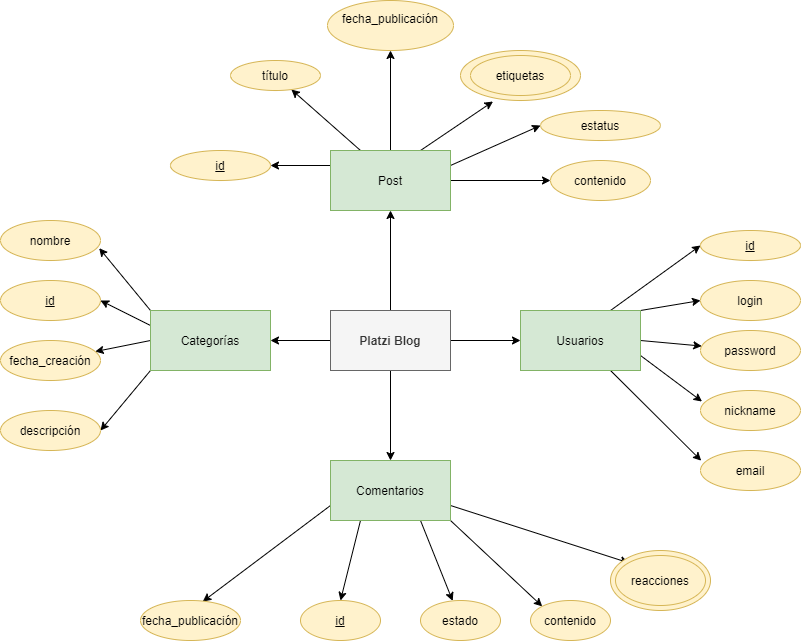 fecha_publicación
título
etiquetas
estatus
id
Post
contenido
nombre
id
id
login
Categorías
Platzi Blog
Usuarios
fecha_creación
password
descripción
nickname
email
Comentarios
reacciones
fecha_publicación
id
estado
contenido